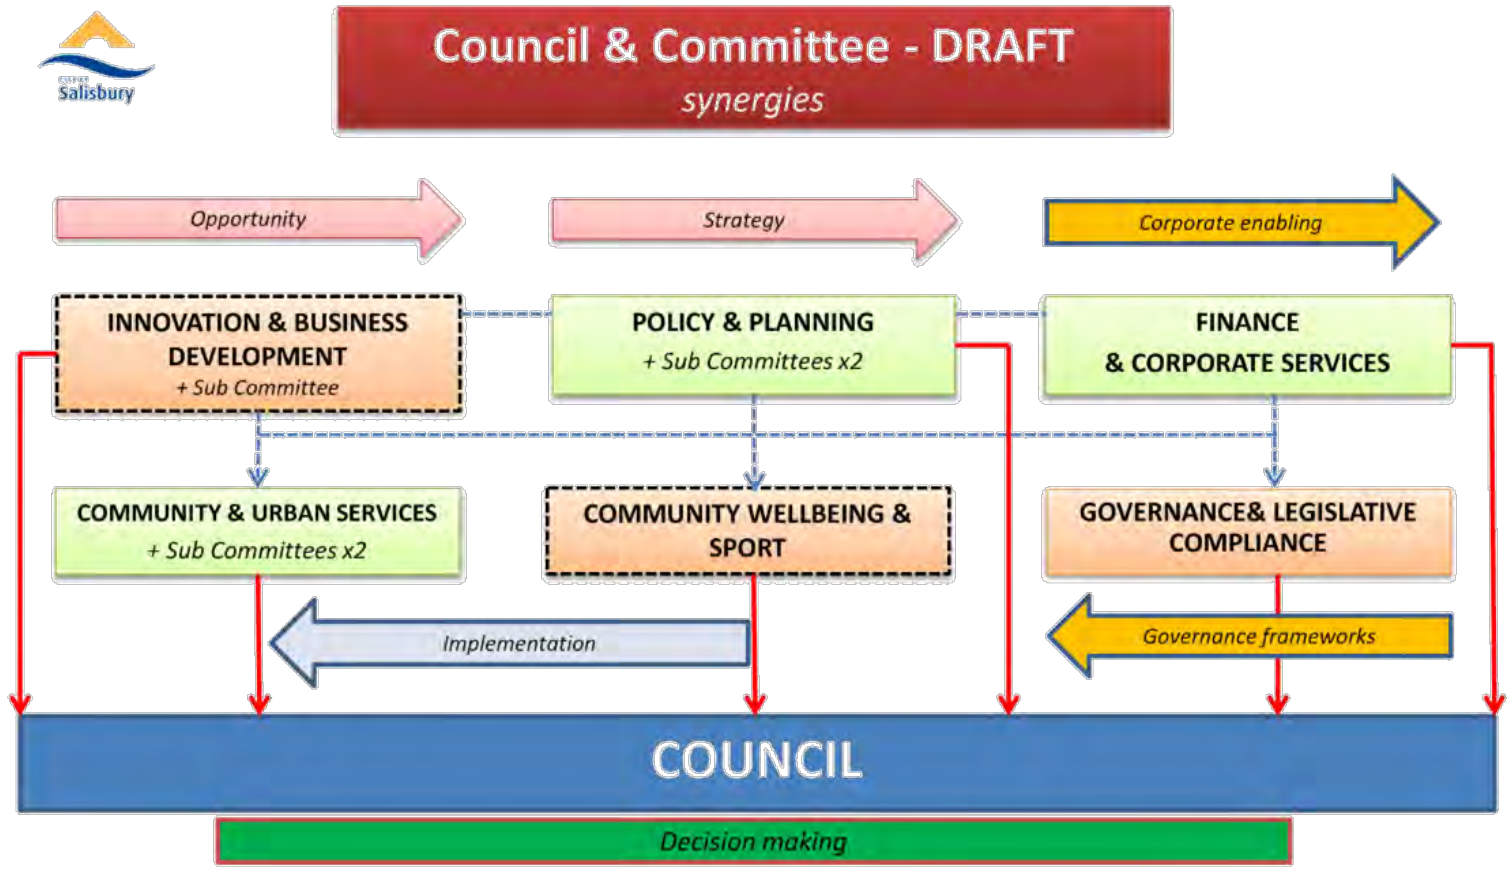 Salisbury
Council & Committee - DRAFT
synergies
Opportunity
Strategy
Corporate enabling
INNOVATION & BUSINESS
DEVELOPMENT
+ Sub Committee
POLICY & PLANNING
+ Sub Committees x2
FINANCE
& CORPORATE SERVICES
COMMUNITY & URBAN SERVICES
+ Sub Committees x2
COMMUNITY WELLBEING &
SPORT
GOVERNANCE& LEGISLATIVE
COMPLIANCE
Implementation
Governance frameworks
COUNCIL
Decision making